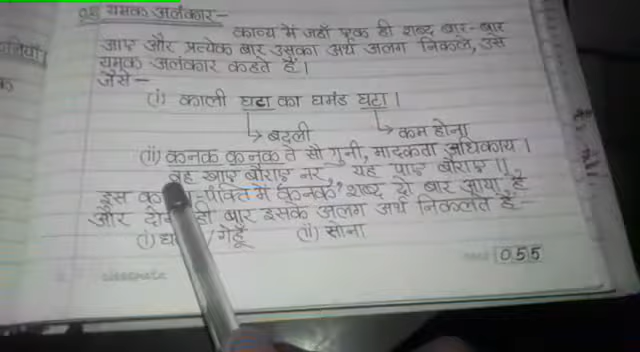 02 यमक अलंकार –
काव्य में जहाँ एक ही शब्द बार-बार
आए और प्रत्येक बार उसका अर्थ अलग निकले, उसे
यमक अलंकार कहते हैं।
जैसे –
(i) काली घटा का घमंड घटा।
→ बदली → कम होना
(ii) कनक कनक ते सौ गुनी, मादकता अधिकाय।
वह खाए बौराए नर, यह पाए बौराए।।
इस पंक्ति में 'कनक' शब्द दो बार आया है
और ही बार इसके अलग अर्थ निकलते हैं –
(i) / गेहूँ (ii) सोना
classmate
055